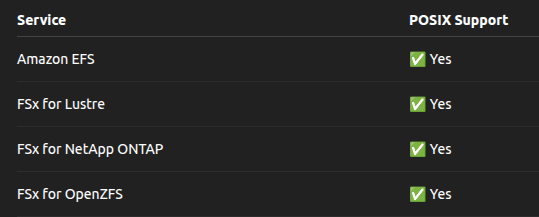 Service POSIX Support
Amazon EFS ✅ Yes
FSx for Lustre ✅ Yes
FSx for NetApp ONTAP ✅ Yes
FSx for OpenZFS ✅ Yes